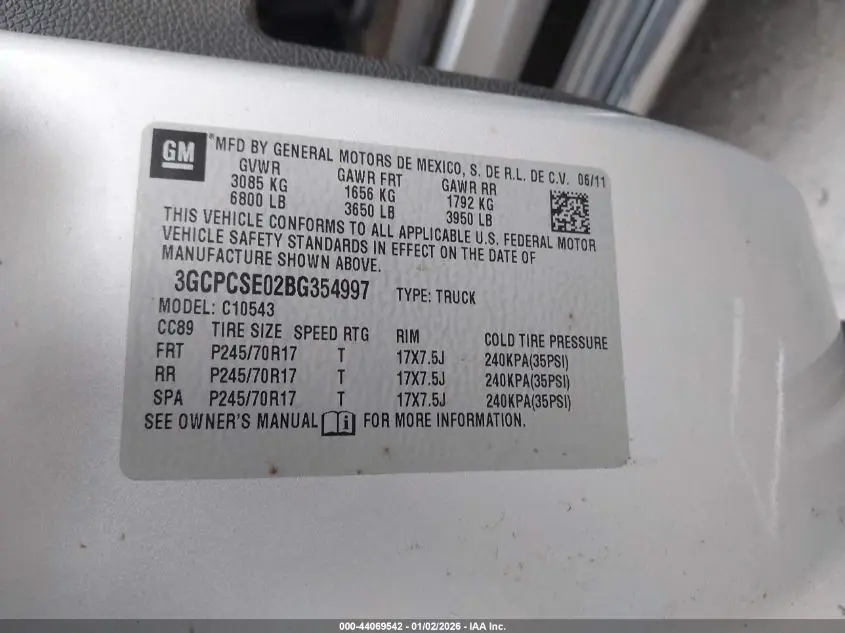 GM
®MFD BY GENERAL MOTORS DE MEXICO, S. DE R.L. DE C.V. 06/11
GVWR GAWR FRT GAWR RR
3085 KG 1656 KG 1792 KG
6800 LB 3650 LB 3950 LB
THIS VEHICLE CONFORMS TO ALL APPLICABLE U.S. FEDERAL MOTOR
VEHICLE SAFETY STANDARDS IN EFFECT ON THE DATE OF
MANUFACTURE SHOWN ABOVE.
3GCPCSE02BG354997 TYPE: TRUCK
MODEL: C10543
CC89 TIRE SIZE SPEED RTG RIM COLD TIRE PRESSURE
FRT P245/70R17 T 17X7.5J 240KPA(35PSI)
RR P245/70R17 T 17X7.5J 240KPA(35PSI)
SPA P245/70R17 T 17X7.5J 240KPA(35PSI)
SEE OWNER'S MANUAL i FOR MORE INFORMATION.
000-44069542 - 01/02/2026 - IAA Inc.